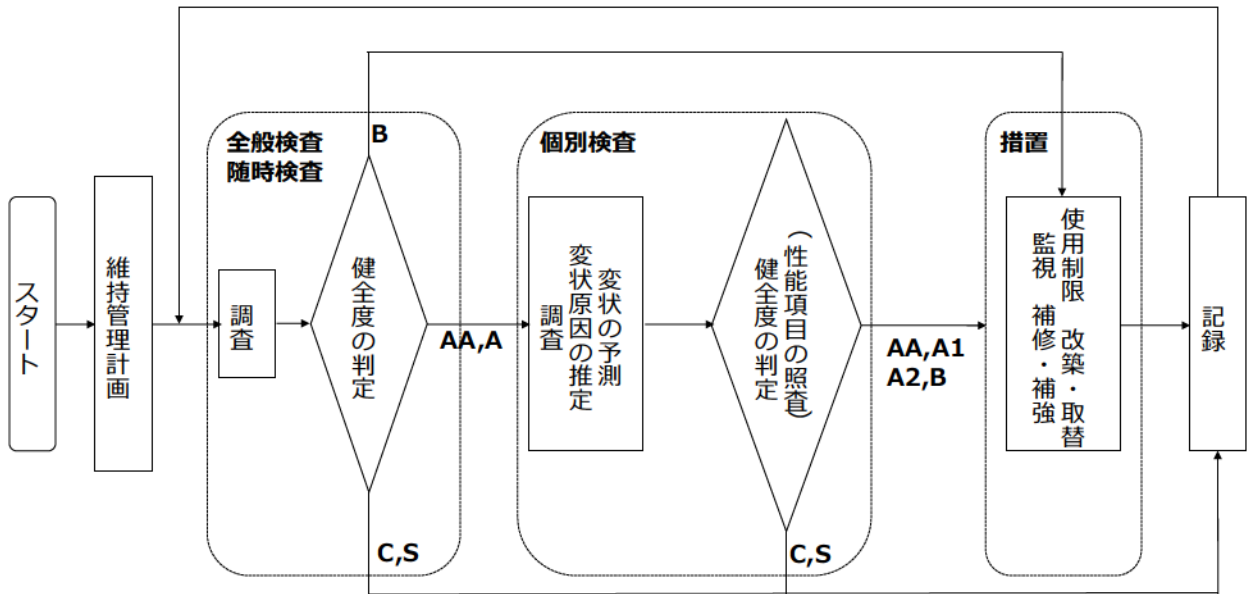 スタート
維持管理計画
全般検査
随時検査
調査
健全度の判定
B
AA,A
C,S
個別検査
調査
変状原因の推定
変状の予測
健全度の判定
（性能項目の照査）
AA,A1
A2,B
C,S
措置
監視　補修・補強
使用制限　改築・取替
記録